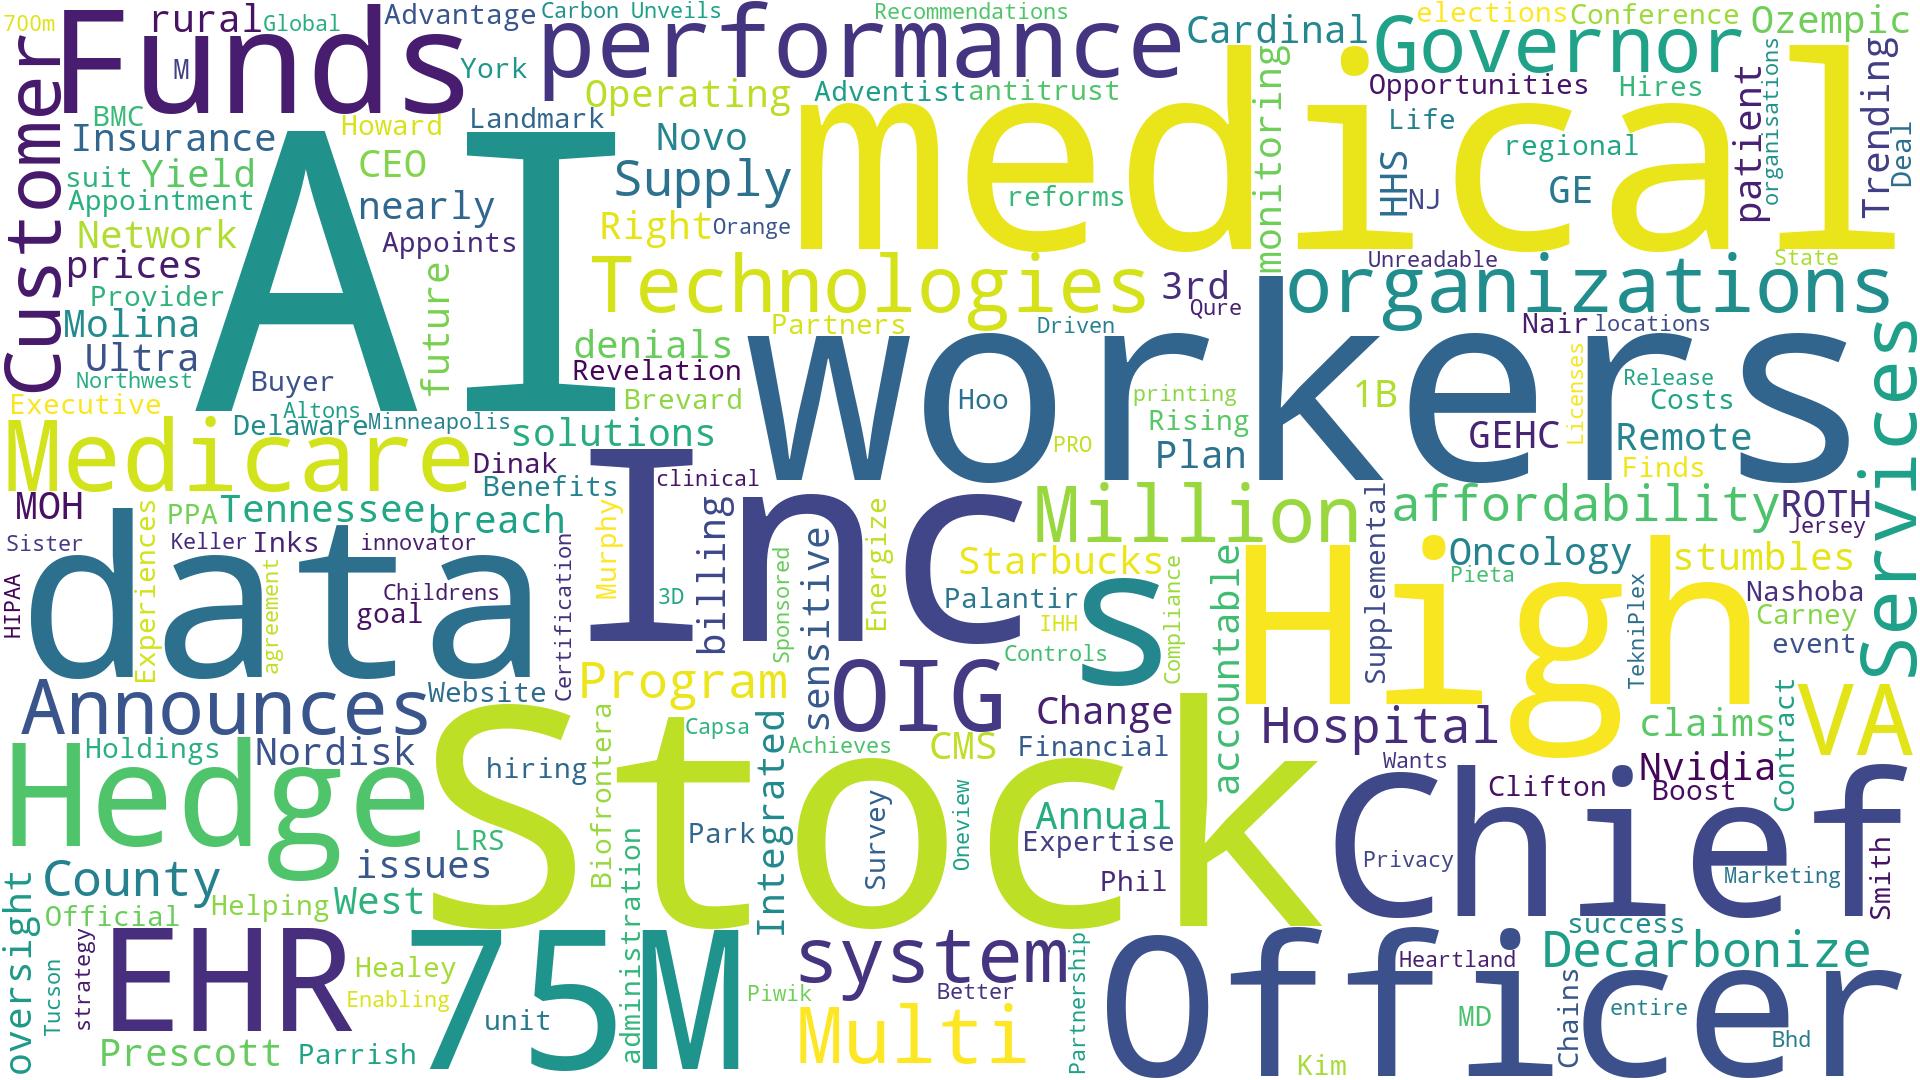 700m
Funds
rural
Global
Advantage
Carbon Unveils
performance
Recommendations
Cardinal
elections
Conference
Ozempic
Governor
Customer
M
York
Operating
Adventist
antitrust
monitoring
medical
Opportunities
Hires
patient
organisations
Trending
Deal
BMC
Insurance
Howard
Landmark
AI
CEO
Novo
Supply
Life
regional
suit
Yield
Appointment
nearly
reforms
HHS
NJ
GE
Network
Appoints
Right
Orange
prices
future
Technologies
Unreadable
State
3rd
organizations
Provider
Qure
Molina
Partners
Driven
Nair
locations
Ultra
denials
workers
Services
Northwest
Buyer
Revelation
Licenses
Release
Executive
Altons
Brevard
Hoo
printing
1B
Costs
Delaware
Minneapolis
solutions
Rising
GEHC
Remote
Medicare
PRO
Plan
Finds
Dinak
Inc
clinical
Benefits
MOH
Experiences
PPA
Tennessee
breach
Murphy
billing
Energize
Million
Supplemental
affordability
ROTH
Jersey
Sister
data
Keller
Inks
innovator
Certification
sensitive
Starbucks
accountable
High
Oncology
stumbles
HIPAA
agreement
Childrens
goal
3D
Sponsored
Palantir
s
Compliance
Pieta
TekniPlex
Nashoba
Carney
IHH
Controls
event
Announces
Website
Program
OIG
Change
Hospital
claims
Contract
VA
Holdings
Nordisk
Biofrontera
Capsa
Integrated
Achieves
CMS
Financial
Wants
Nvidia
Hedge
Stock
hiring
Chief
Clifton
Boost
LRS
Park
Survey
Oneview
Annual
Expertise
Privacy
Marketing
Smith
County
issues
administration
Phil
oversight
Official
Helping
West
success
Tucson
strategy
EHR
75M
system
Partnership
Officer
Decarbonize
Healey
Heartland
Enabling
unit
Piwik
Better
MD
Chains
entire
Prescott
Parrish
Multi
Kim
Bhd